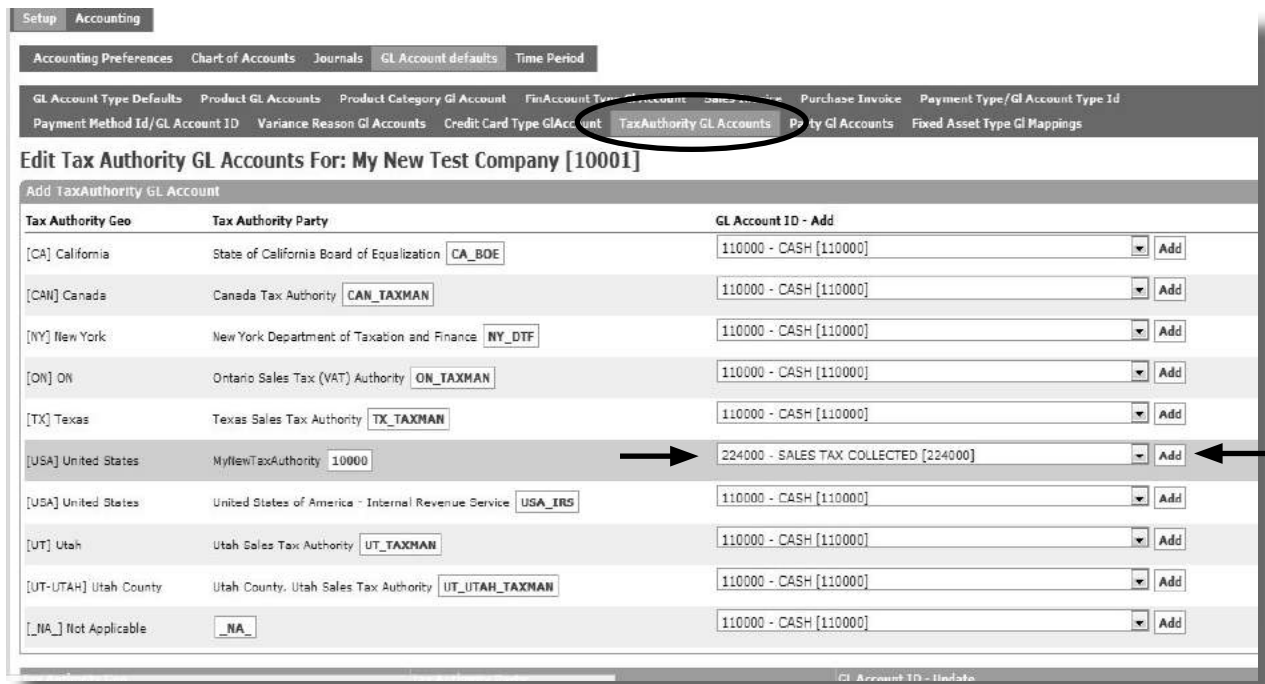 Setup Accounting
Accounting Preferences Chart of Accounts Journals GL Account defaults Time Period
GL Account Type Defaults Product GL Accounts Product Category Gl Account FinAccount Type Gl Account Sales Invoice Purchase Invoice Payment Type/Gl Account Type Id
Payment Method Id/GL Account ID Variance Reason Gl Accounts Credit Card Type GlAccount TaxAuthority GL Accounts Party Gl Accounts Fixed Asset Type Gl Mappings
Edit Tax Authority GL Accounts For: My New Test Company [10001]
Add TaxAuthority GL Account
Tax Authority Geo Tax Authority Party GL Account ID - Add
[CA] California State of California Board of Equalization CA_BOE 110000 - CASH [110000] Add
[CAN] Canada Canada Tax Authority CAN_TAXMAN 110000 - CASH [110000] Add
[NY] New York New York Department of Taxation and Finance NY_DTF 110000 - CASH [110000] Add
[ON] ON Ontario Sales Tax (VAT) Authority ON_TAXMAN 110000 - CASH [110000] Add
[TX] Texas Texas Sales Tax Authority TX_TAXMAN 110000 - CASH [110000] Add
[USA] United States MyNewTaxAuthority 10000 224000 - SALES TAX COLLECTED [224000] Add
[USA] United States United States of America - Internal Revenue Service USA_IRS 110000 - CASH [110000] Add
[UT] Utah Utah Sales Tax Authority UT_TAXMAN 110000 - CASH [110000] Add
[UT-UTAH] Utah County Utah County, Utah Sales Tax Authority UT_UTAH_TAXMAN 110000 - CASH [110000] Add
[_NA_] Not Applicable _NA_ 110000 - CASH [110000] Add
GL Account ID - Update